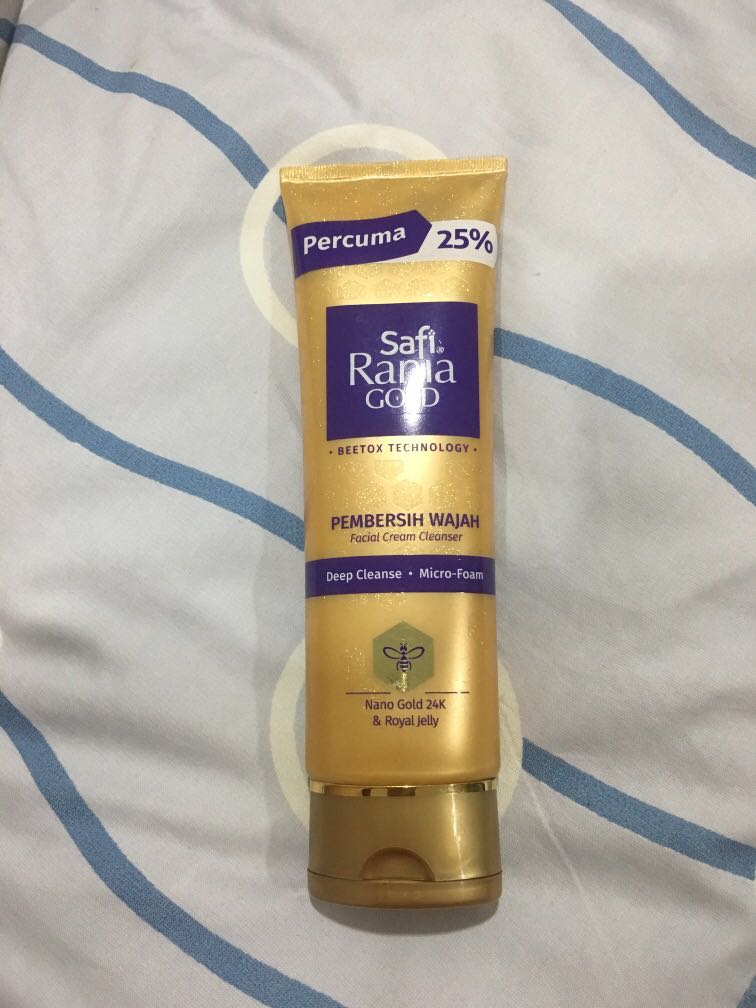 Percuma 25%
Safi
Rania
GOLD
• BEETOX TECHNOLOGY •
PEMBERSIH WAJAH
Facial Cream Cleanser
Deep Cleanse • Micro-Foam
Nano Gold 24K
& Royal Jelly